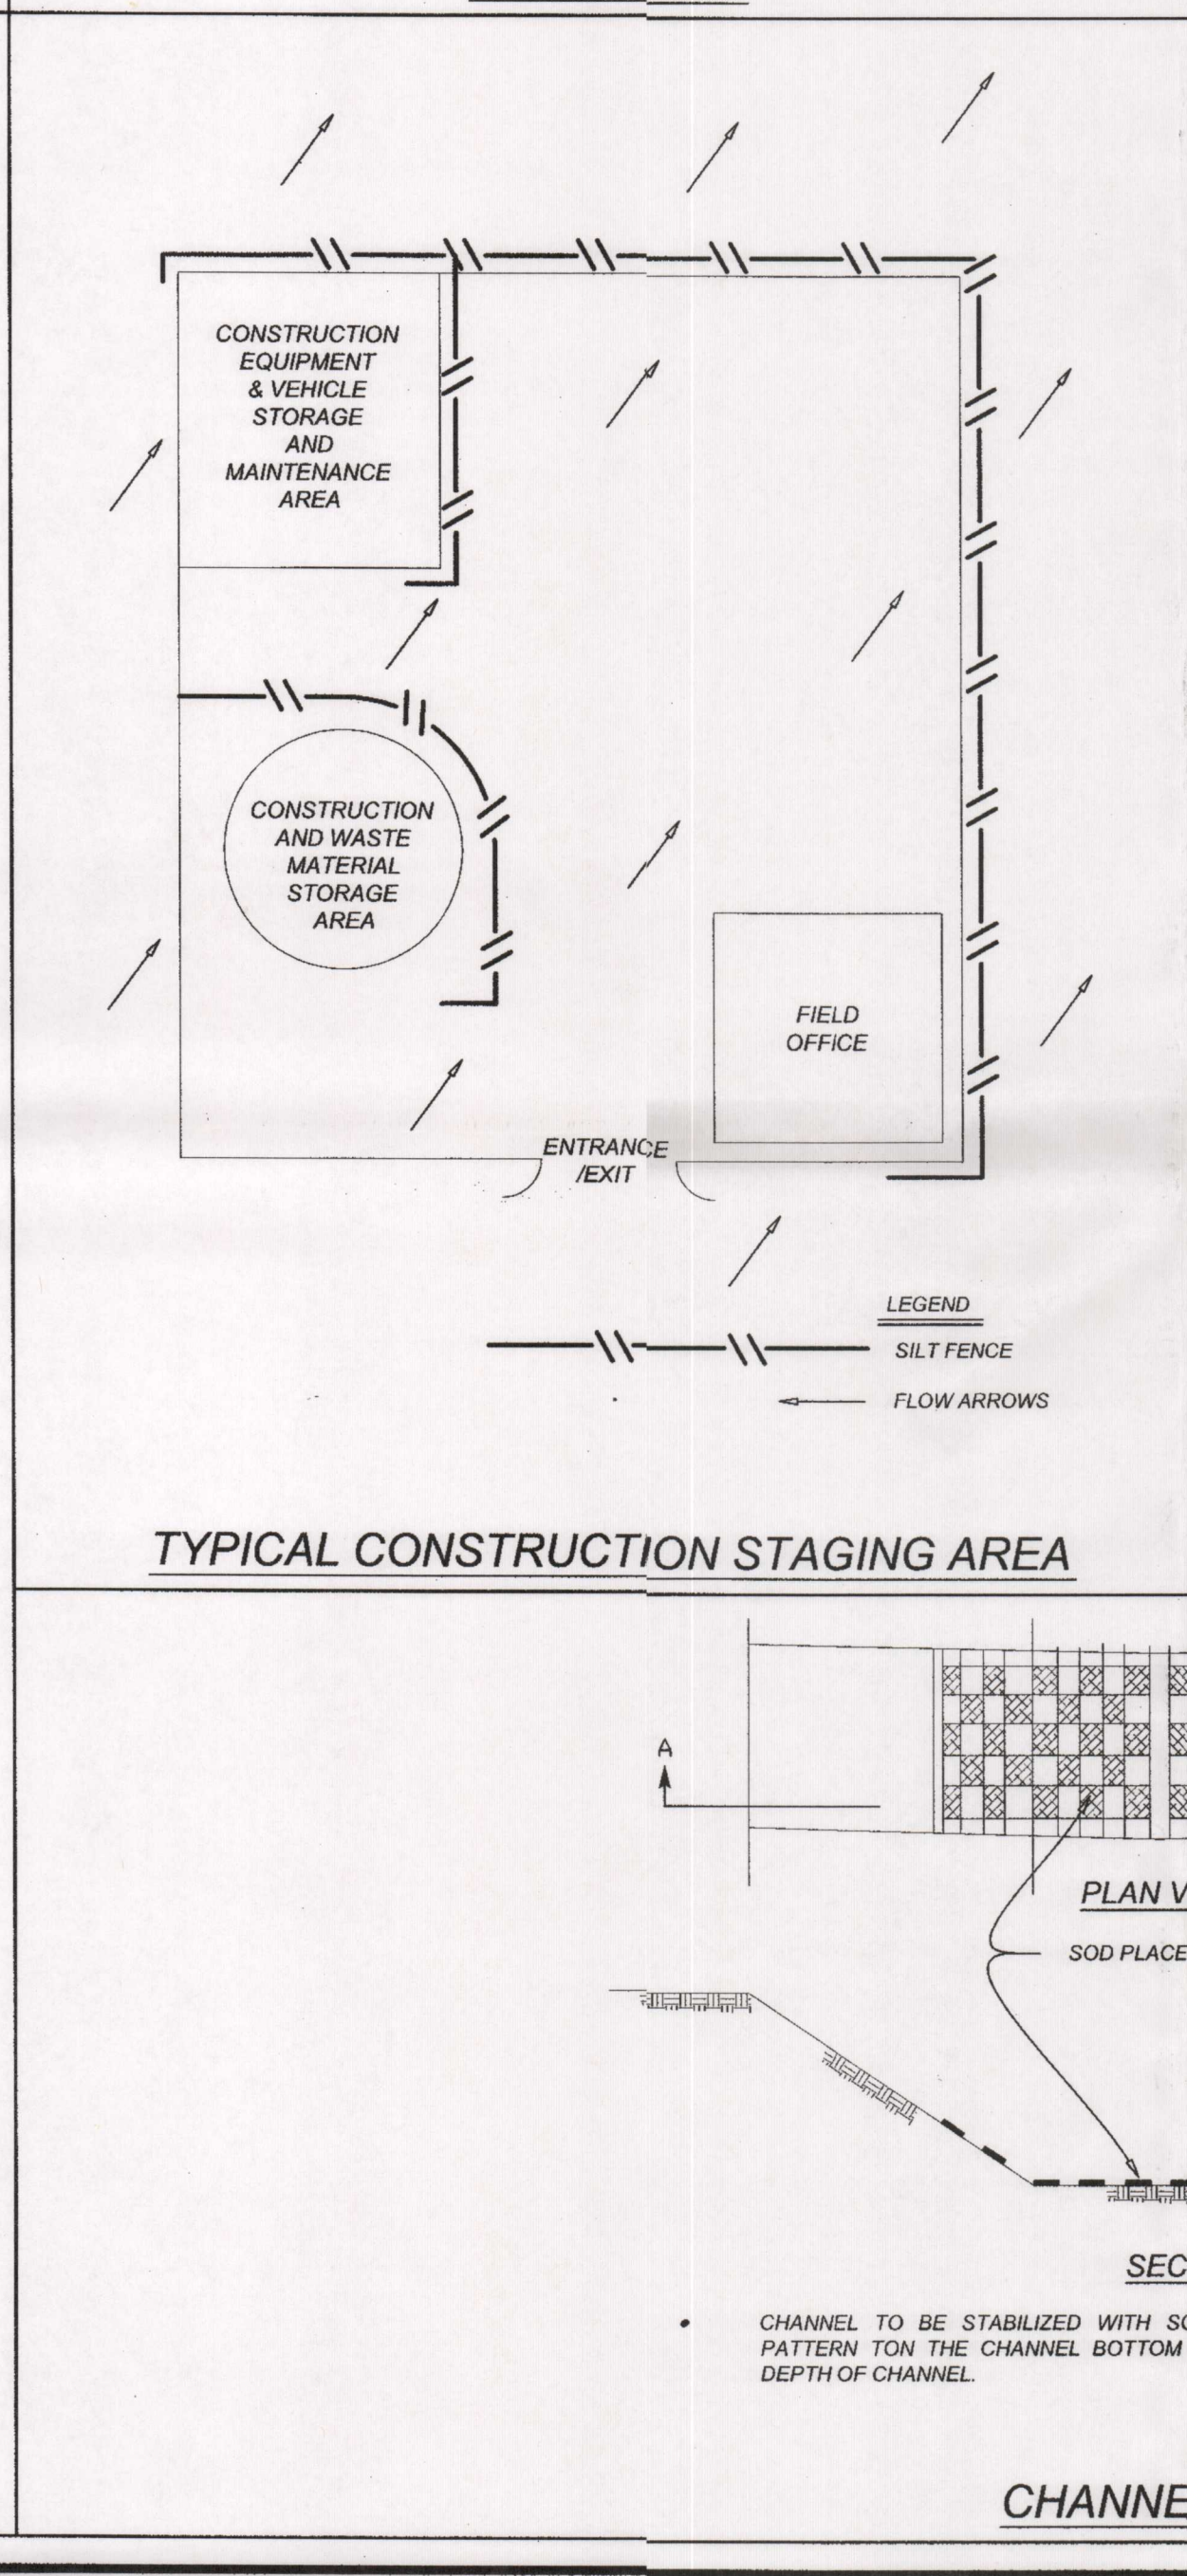 CONSTRUCTION
EQUIPMENT
& VEHICLE
STORAGE
AND
MAINTENANCE
AREA
CONSTRUCTION
AND WASTE
MATERIAL
STORAGE
AREA
FIELD
OFFICE
ENTRANCE
/EXIT
LEGEND
SILT FENCE
FLOW ARROWS
TYPICAL CONSTRUCTION STAGING AREA
A
PLAN V
SOD PLACE
SEC
• CHANNEL TO BE STABILIZED WITH SO
PATTERN TON THE CHANNEL BOTTOM
DEPTH OF CHANNEL.
CHANNE